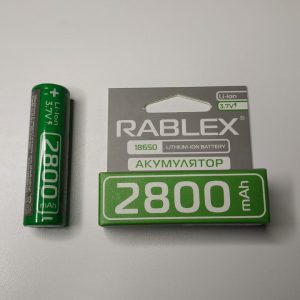 +
Li-ion
3.7V
2800
Li-ion
3.7V
RABLEX
18650 LITHIUM-ION BATTERY
АКУМУЛЯТОР
2800 mAh